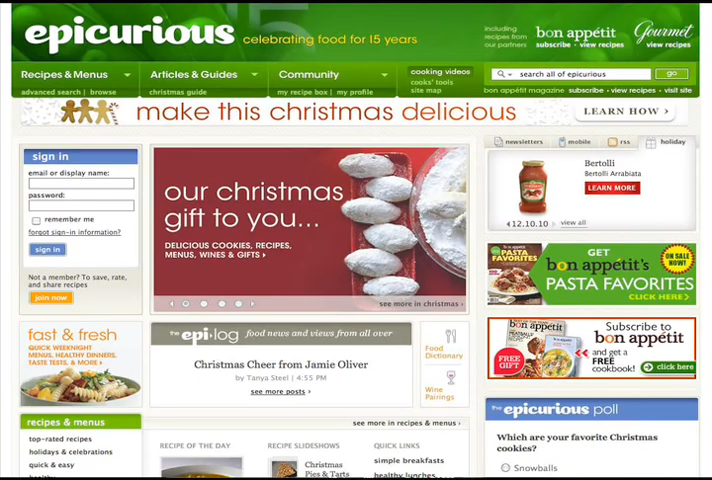 epicurious
celebrating food for 15 years
including recipes from our partners
bon appétit
subscribe • view recipes
Gourmet
view recipes
Recipes & Menus
advanced search | browse
Articles & Guides
christmas guide
Community
my recipe box | my profile
cooking videos
cooks' tools
site map
search all of epicurious
go
bon appétit magazine subscribe • view recipes • visit site
make this christmas delicious
LEARN HOW >
sign in
email or display name:
password:
remember me
forgot sign-in information?
sign in
Not a member? To save, rate, and share recipes
join now
our christmas
gift to you...
DELICIOUS COOKIES, RECIPES,
MENUS, WINES & GIFTS
see more in christmas
newsletters
mobile
rss
holiday
Bertolli
Bertolli Arrabiata
LEARN MORE
12.10.10
view all
PASTA FAVORITES
GET
bon appétit's
PASTA FAVORITES
CLICK HERE
ON SALE NOW!
FREE GIFT
Subscribe to
bon appétit
and get a
FREE
cookbook!
click here
fast & fresh
QUICK WEEKNIGHT
MENUS, HEALTHY DINNERS,
TASTE TESTS, & MORE
the epi•log food news and views from all over
Christmas Cheer from Jamie Oliver
by Tanya Steel | 4:55 PM
see more posts
Food
Dictionary
Wine
Pairings
recipes & menus
top-rated recipes
holidays & celebrations
quick & easy
healthy
see more in recipes & menus
RECIPE OF THE DAY
RECIPE SLIDESHOWS
Christmas
Pies & Tarts
QUICK LINKS
simple breakfasts
healthy lunches
the epicurious poll
Which are your favorite Christmas
cookies?
Snowballs